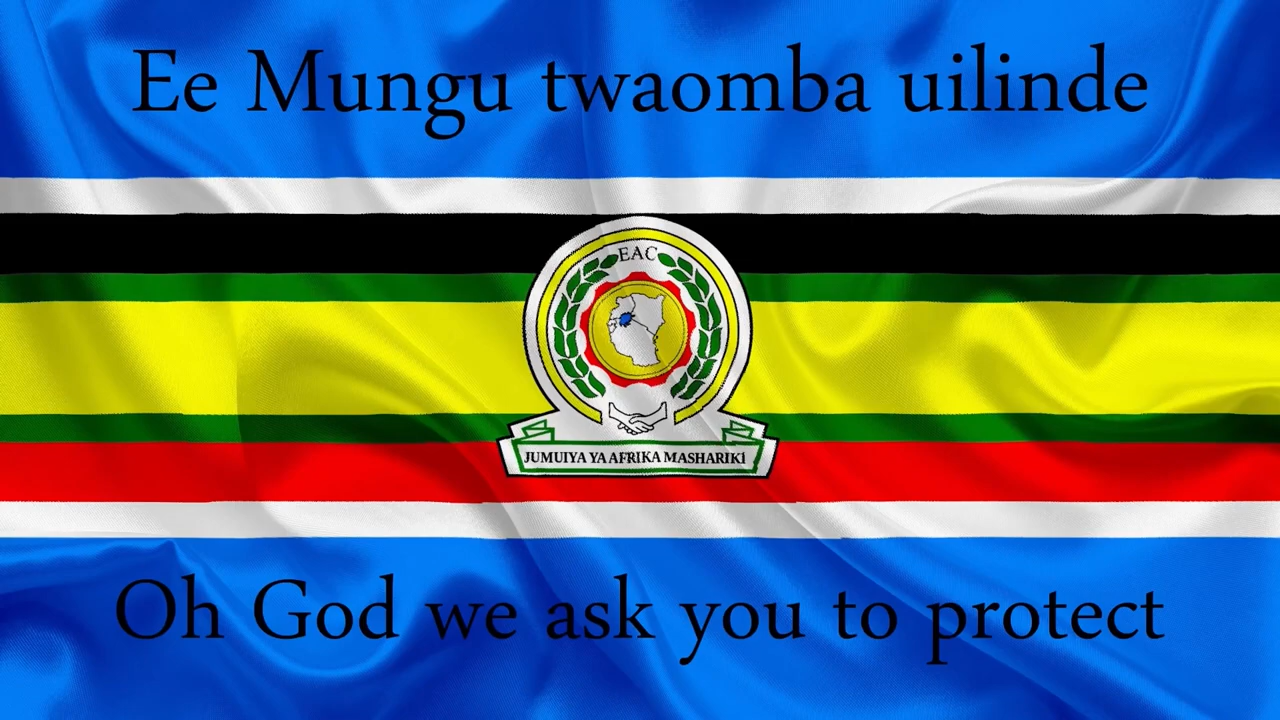 Ee Mungu twaomba uilinde
EAC
JUMUIYA YA AFRIKA MASHARIKI
Oh God we ask you to protect